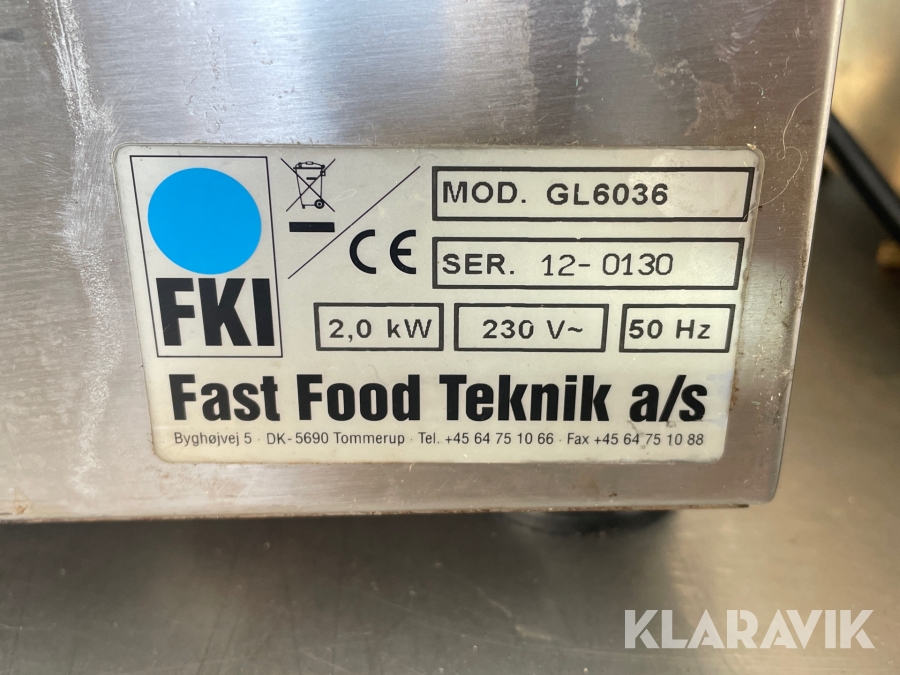 FKI
CE
MOD. GL6036
SER. 12-0130
2,0 kW 230 V~ 50 Hz
Fast Food Teknik a/s
Byghøjvej 5 · DK-5690 Tommerup · Tel. +45 64 75 10 66 · Fax +45 64 75 10 88
KLARAVIK